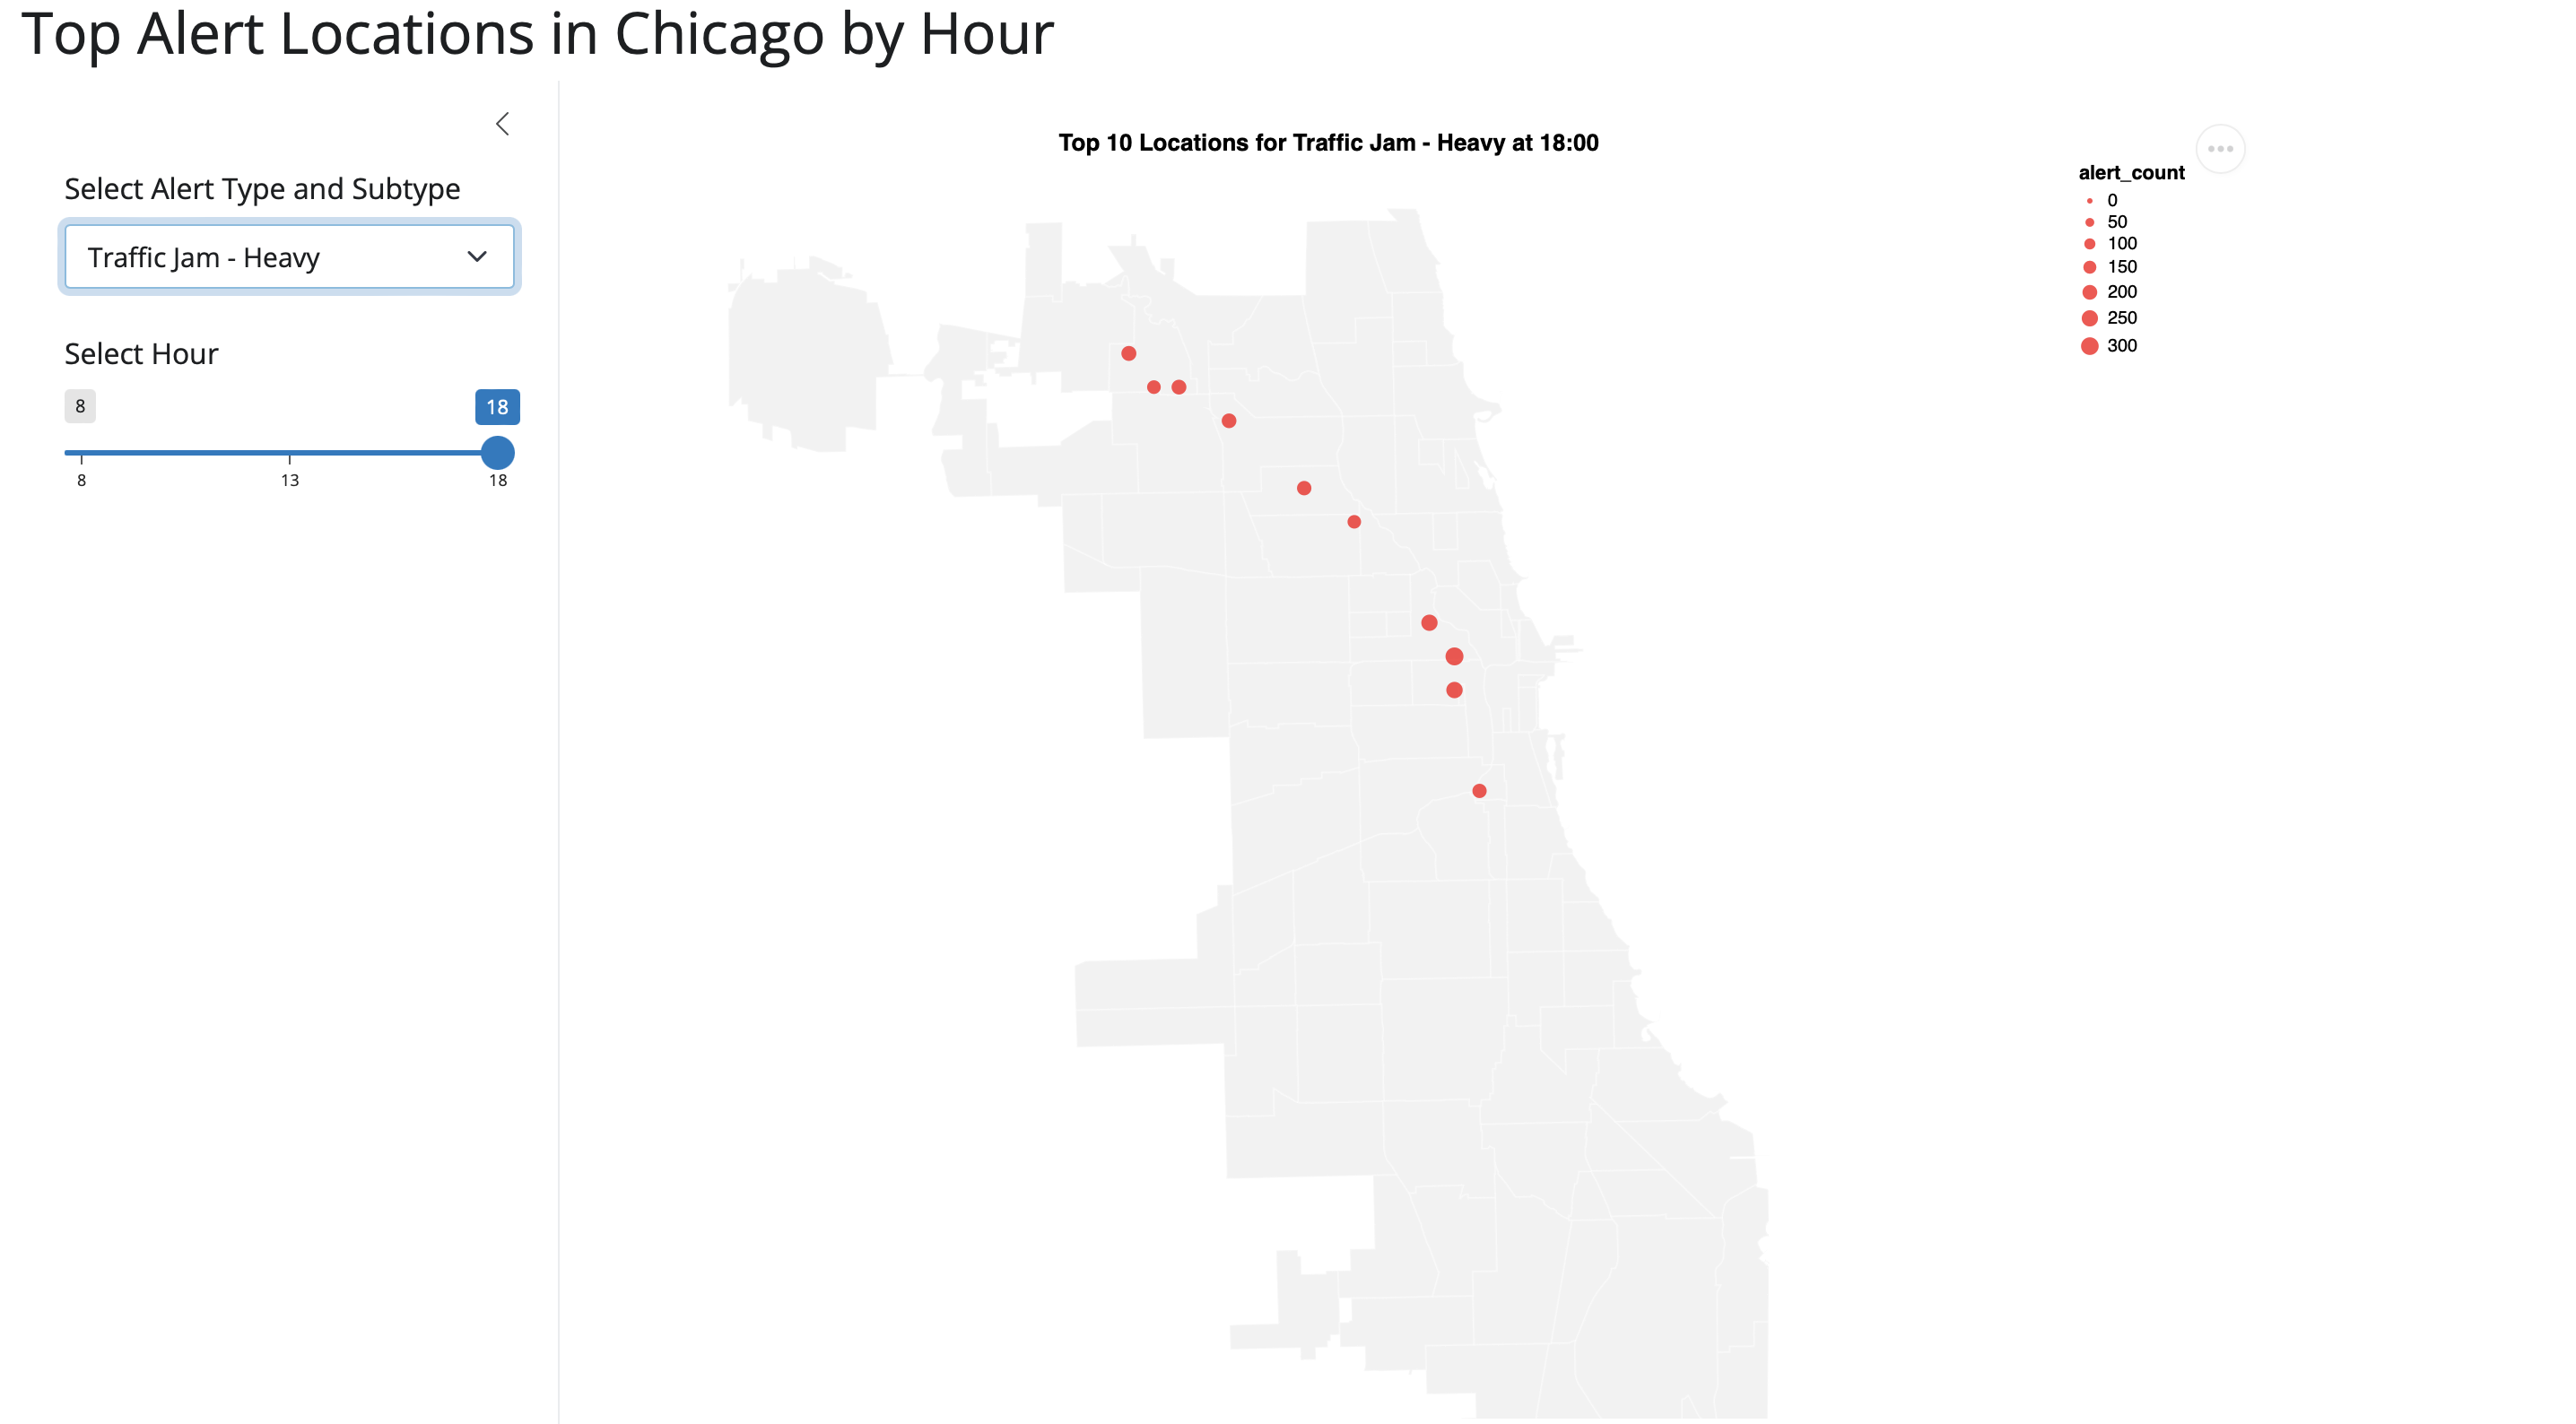 Top Alert Locations in Chicago by Hour
Select Alert Type and Subtype
Traffic Jam - Heavy
Select Hour
8
18
8
13
18
Top 10 Locations for Traffic Jam - Heavy at 18:00
alert_count
0
50
100
150
200
250
300